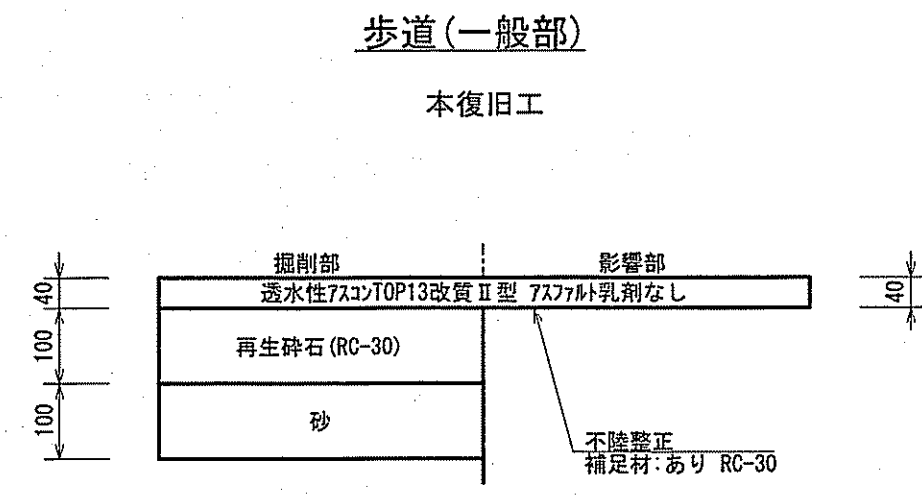 歩道(一般部)
本復旧工
掘削部
影響部
40
透水性ｱｽｺﾝTOP13改質Ⅱ型 ｱｽﾌｧﾙﾄ乳剤なし
40
100
再生砕石(RC-30)
100
砂
不陸整正
補足材:あり RC-30